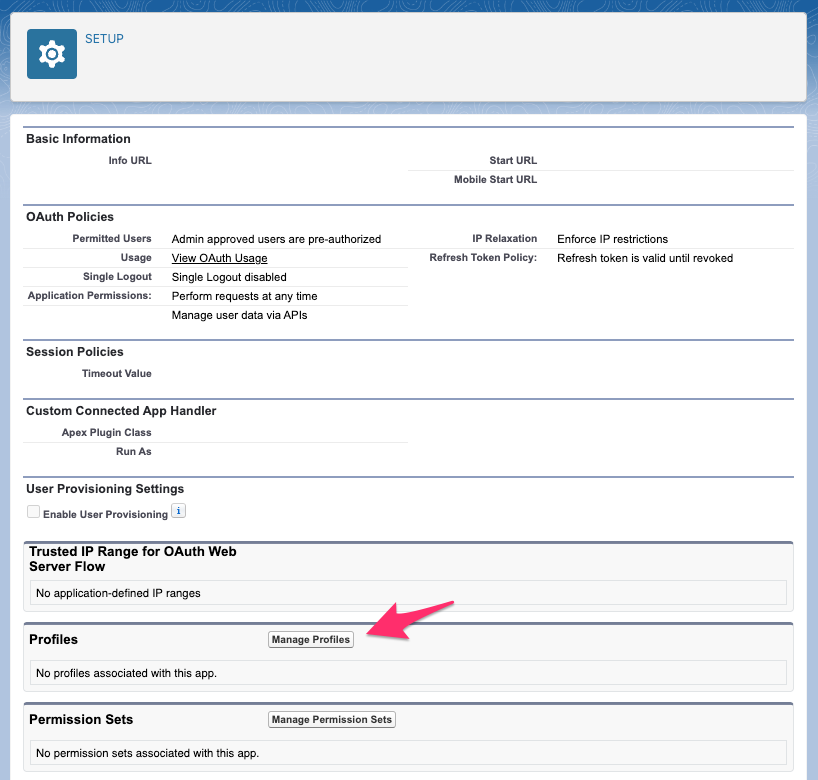 SETUP
Basic Information
Info URL
Start URL
Mobile Start URL
OAuth Policies
Permitted Users Admin approved users are pre-authorized
IP Relaxation Enforce IP restrictions
Usage View OAuth Usage
Refresh Token Policy: Refresh token is valid until revoked
Single Logout Single Logout disabled
Application Permissions: Perform requests at any time
Manage user data via APIs
Session Policies
Timeout Value
Custom Connected App Handler
Apex Plugin Class
Run As
User Provisioning Settings
Enable User Provisioning i
Trusted IP Range for OAuth Web
Server Flow
No application-defined IP ranges
Profiles Manage Profiles
No profiles associated with this app.
Permission Sets Manage Permission Sets
No permission sets associated with this app.